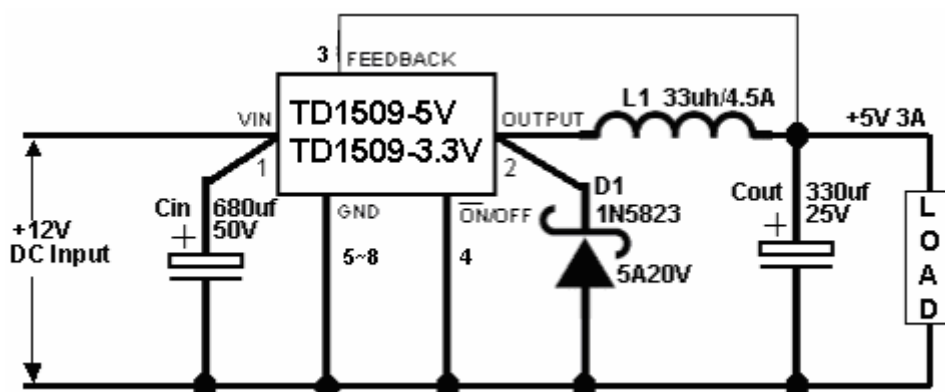 3 FEEDBACK
L1 33uh/4.5A
VIN
TD1509-5V
OUTPUT
+5V 3A
TD1509-3.3V
1
2
D1
Cin 680uf
50V
+
GND
ON/OFF
1N5823
Cout 330uf
25V
+
LOAD
+12V
DC Input
5~8
4
5A20V